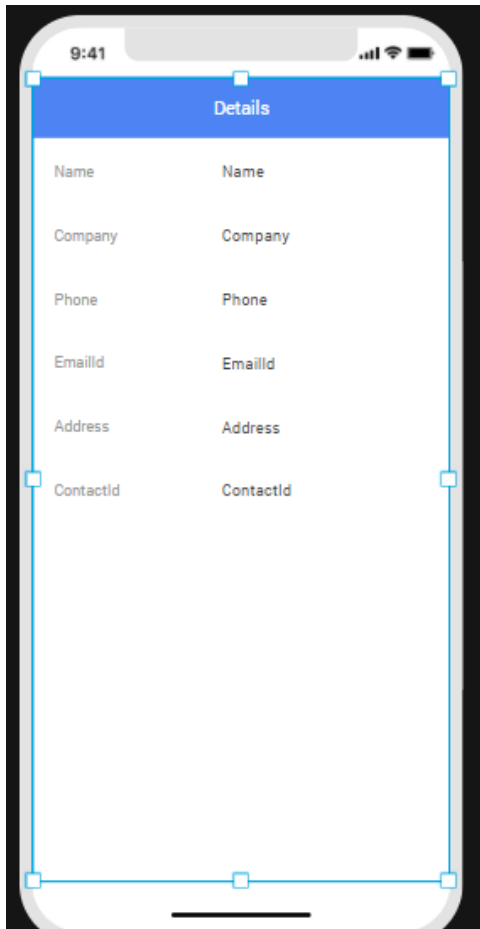 9:41
Details
Name Name
Company Company
Phone Phone
EmailId EmailId
Address Address
ContactId ContactId